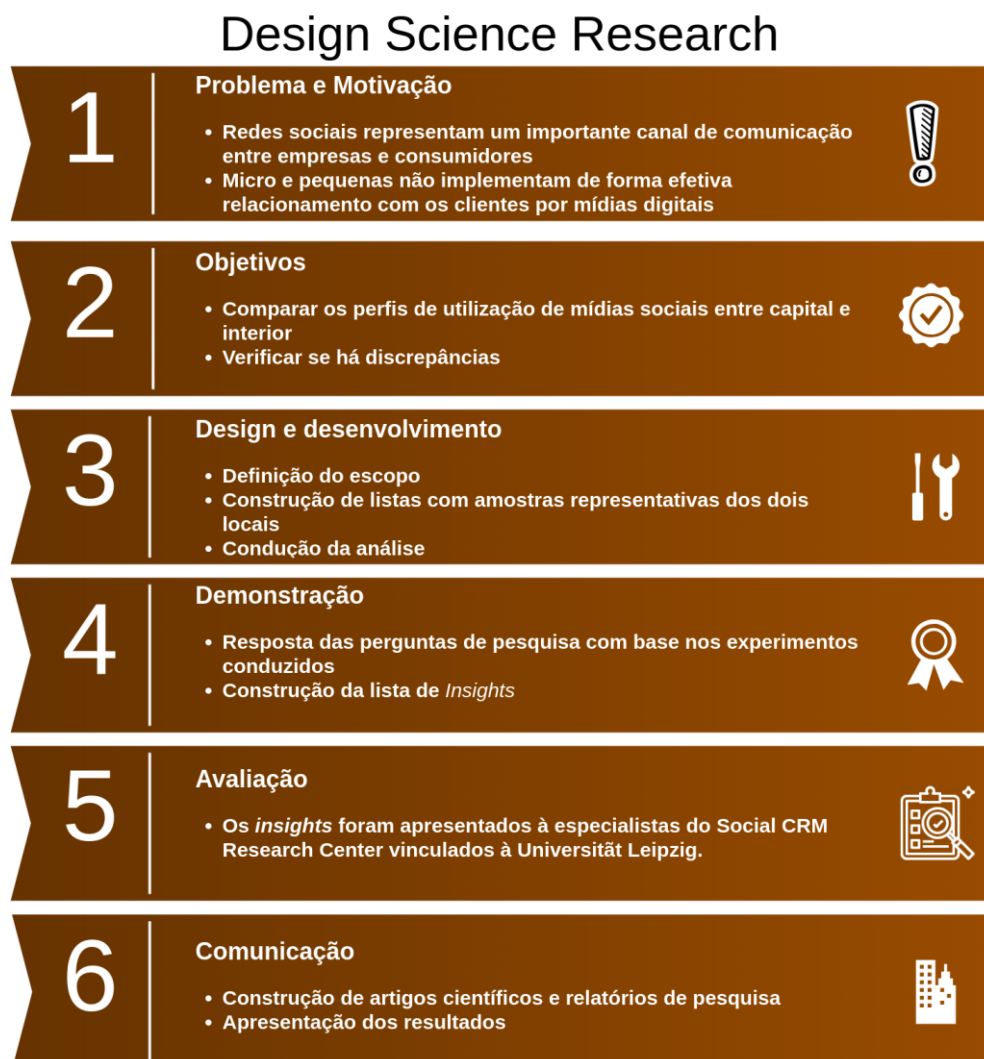 Design Science Research
1
Problema e Motivação
• Redes sociais representam um importante canal de comunicação
entre empresas e consumidores
• Micro e pequenas não implementam de forma efetiva
relacionamento com os clientes por mídias digitais
2
Objetivos
• Comparar os perfis de utilização de mídias sociais entre capital e
interior
• Verificar se há discrepâncias
3
Design e desenvolvimento
• Definição do escopo
• Construção de listas com amostras representativas dos dois
locais
• Condução da análise
4
Demonstração
• Resposta das perguntas de pesquisa com base nos experimentos
conduzidos
• Construção da lista de Insights
5
Avaliação
• Os insights foram apresentados à especialistas do Social CRM
Research Center vinculados à Universitãt Leipzig.
6
Comunicação
• Construção de artigos científicos e relatórios de pesquisa
• Apresentação dos resultados